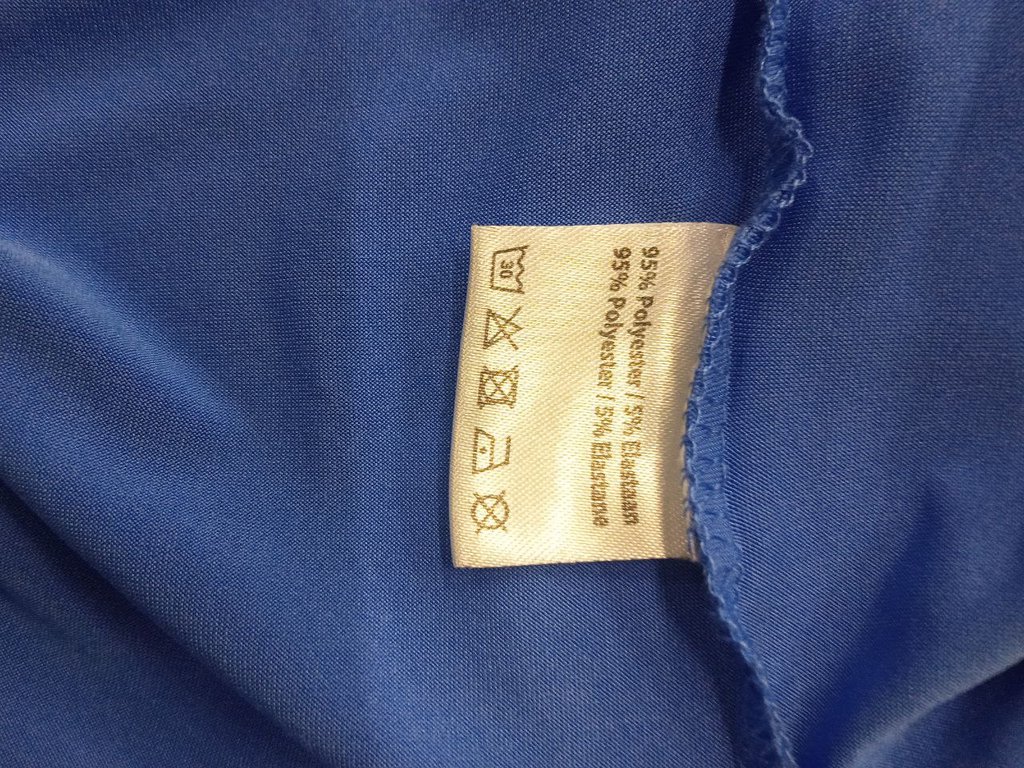 95% Polyester / 5% Elastaan
95% Polyester / 5% Elastane
30